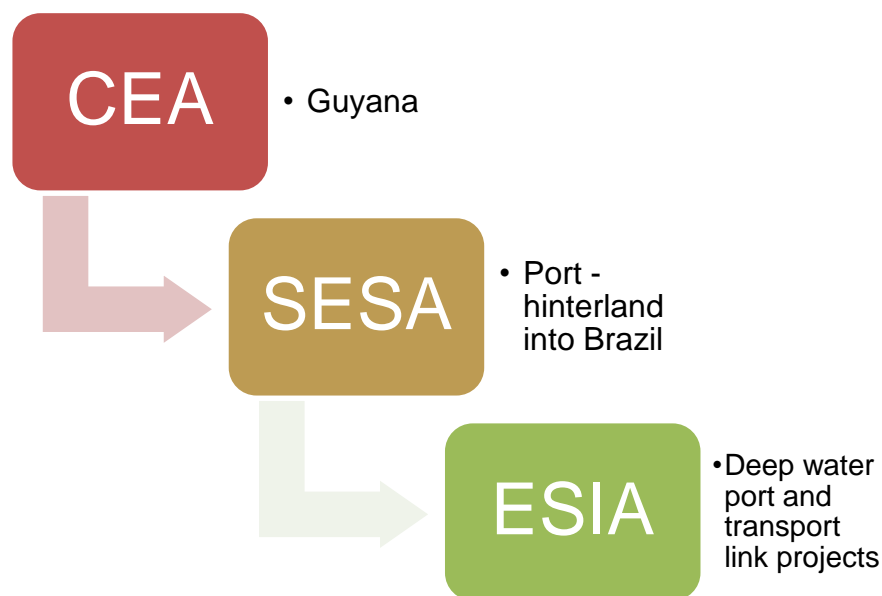 CEA
• Guyana
SESA
• Port -
hinterland
into Brazil
ESIA
•Deep water
port and
transport
link projects